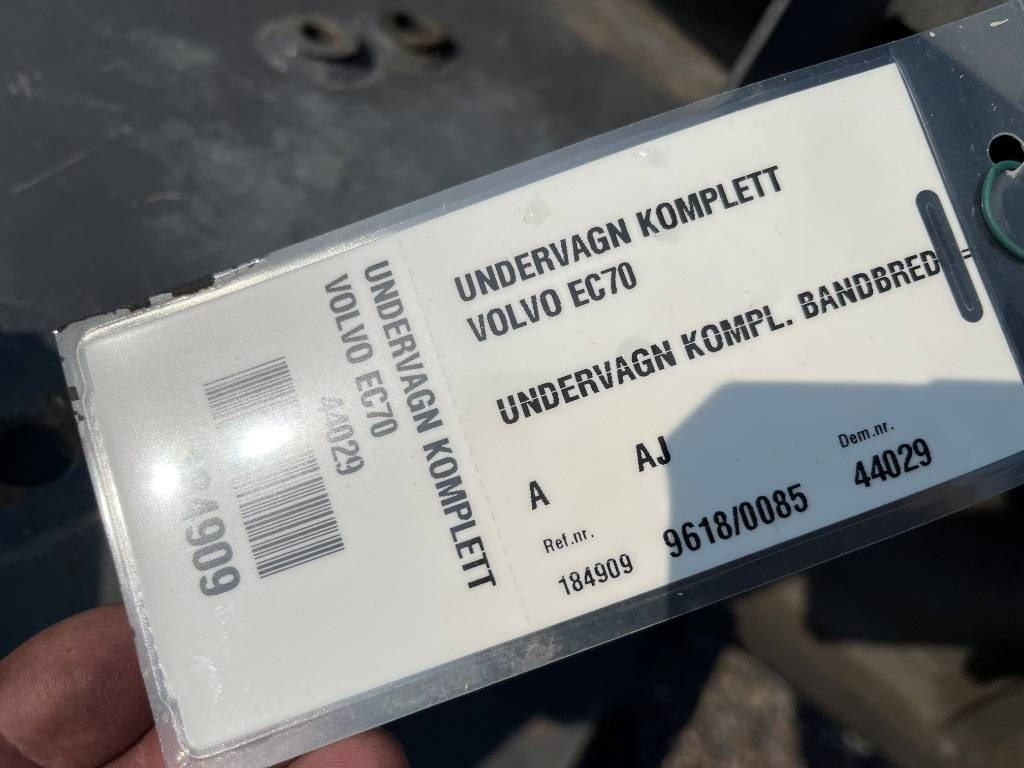 UNDERVAGN KOMPLETT
VOLVO EC70
UNDERVAGN KOMPL. BANDBRED
A AJ
Ref.nr. Dem.nr.
184909 9618/0085 44029
UNDERVAGN KOMPLETT
VOLVO EC70
44029
184909